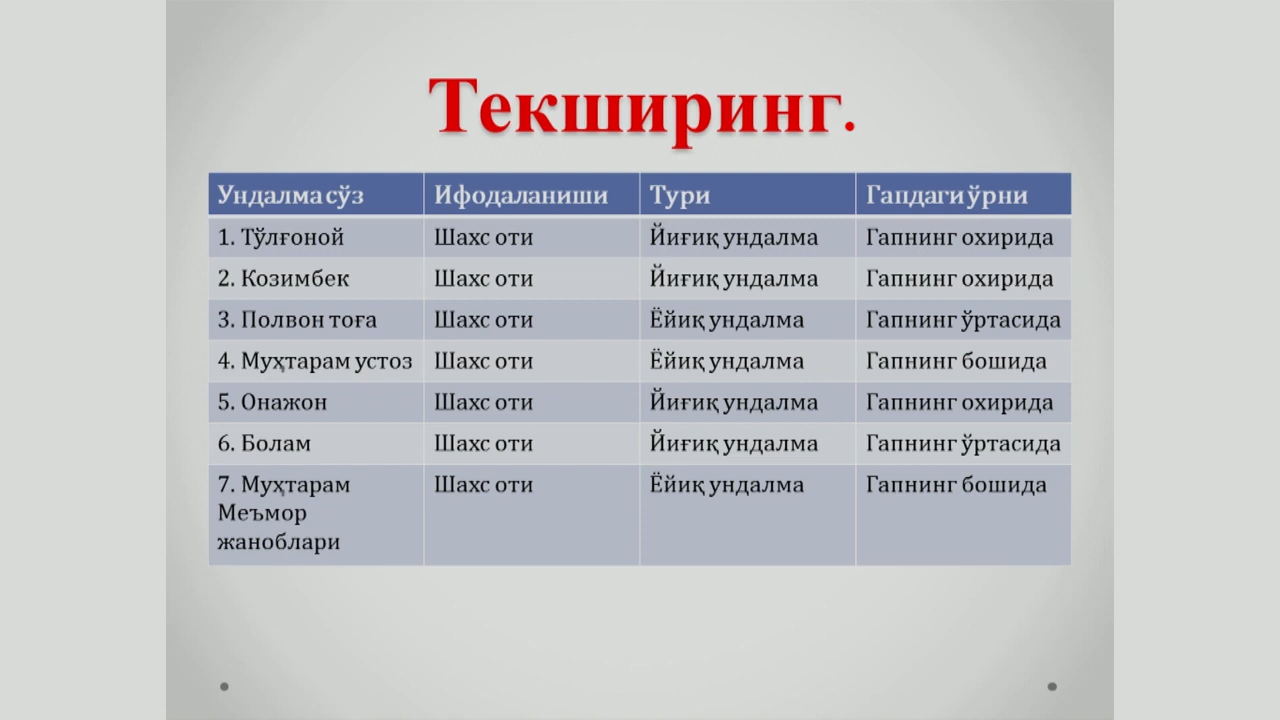 Текширинг.
Ундалма сўз Ифодаланиши Тури Гапдаги ўрни
1. Тўлғоной Шахс оти Йиғиқ ундалма Гапнинг охирида
2. Козимбек Шахс оти Йиғиқ ундалма Гапнинг охирида
3. Полвон тоға Шахс оти Ёйиқ ундалма Гапнинг ўртасида
4. Муҳтарам устоз Шахс оти Ёйиқ ундалма Гапнинг бошида
5. Онажон Шахс оти Йиғиқ ундалма Гапнинг охирида
6. Болам Шахс оти Йиғиқ ундалма Гапнинг ўртасида
7. Муҳтарам Шахс оти Ёйиқ ундалма Гапнинг бошида
Меъмор
жаноблари